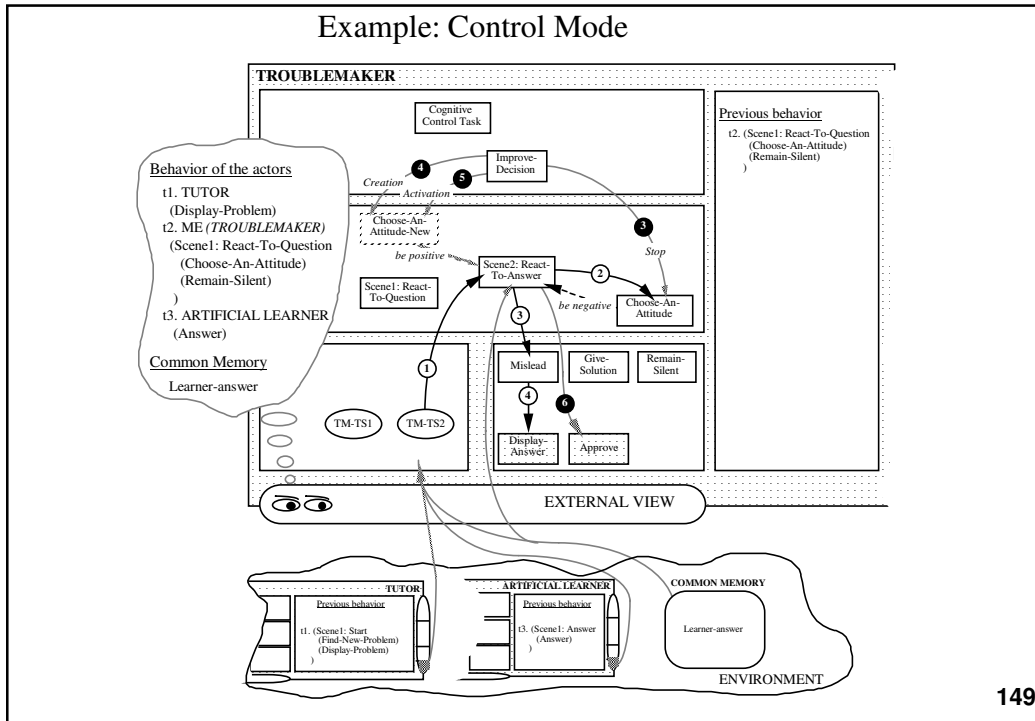 Example: Control Mode
TROUBLEMAKER
Cognitive
Control Task
Previous behavior
t2. (Scene1: React-To-Question
(Choose-An-Attitude)
(Remain-Silent)
)
Behavior of the actors
t1. TUTOR
(Display-Problem)
t2. ME (TROUBLEMAKER)
(Scene1: React-To-Question
(Choose-An-Attitude)
(Remain-Silent)
)
t3. ARTIFICIAL LEARNER
(Answer)
Common Memory
Learner-answer
4
Improve-
Decision
5
Creation
Activation
Choose-An-
Attitude-New
3
Stop
be positive
Scene2: React-
To-Answer
2
Scene1: React-
To-Question
be negative
Choose-An-
Attitude
3
1
Mislead
Give-
Solution
Remain-
Silent
4
6
TM-TS1
TM-TS2
Display-
Answer
Approve
EXTERNAL VIEW
TUTOR
Previous behavior
t1. (Scene1: Start
(Find-New-Problem)
(Display-Problem)
)
ARTIFICIAL LEARNER
Previous behavior
t3. (Scene1: Answer
(Answer)
)
COMMON MEMORY
Learner-answer
ENVIRONMENT
149